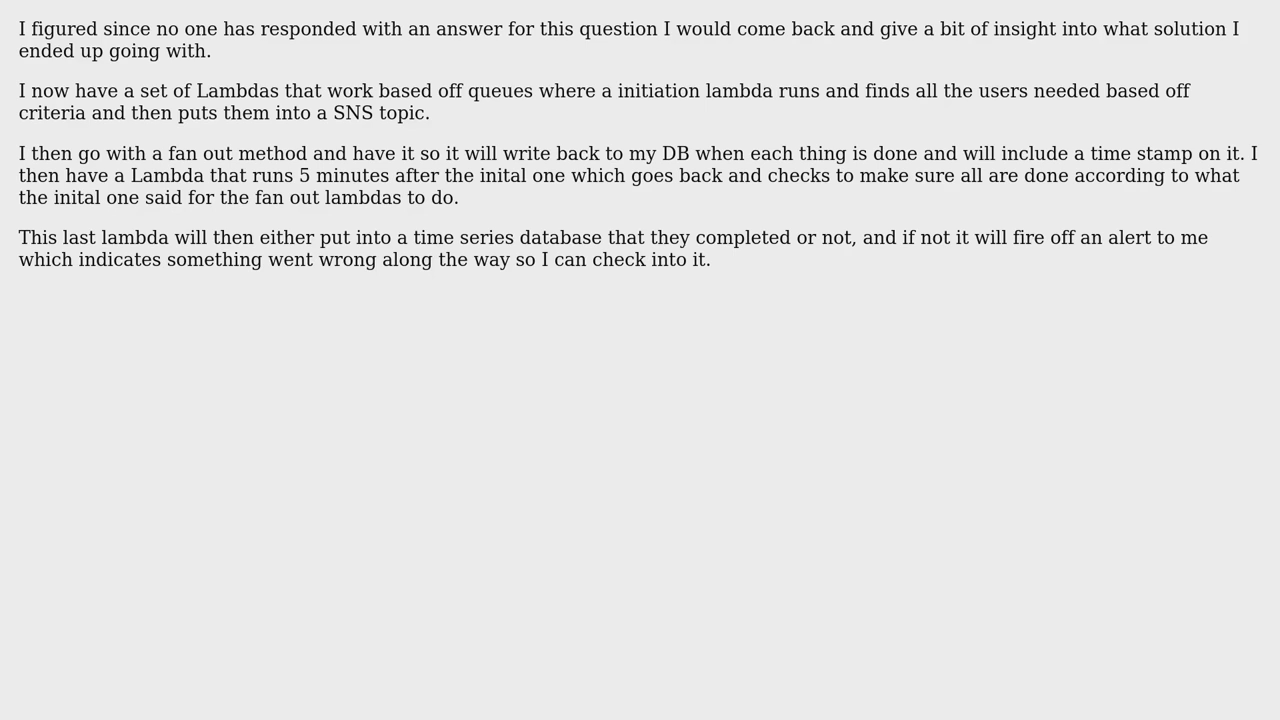 I figured since no one has responded with an answer for this question I would come back and give a bit of insight into what solution I
ended up going with.
I now have a set of Lambdas that work based off queues where a initiation lambda runs and finds all the users needed based off
criteria and then puts them into a SNS topic.
I then go with a fan out method and have it so it will write back to my DB when each thing is done and will include a time stamp on it. I
then have a Lambda that runs 5 minutes after the inital one which goes back and checks to make sure all are done according to what
the inital one said for the fan out lambdas to do.
This last lambda will then either put into a time series database that they completed or not, and if not it will fire off an alert to me
which indicates something went wrong along the way so I can check into it.